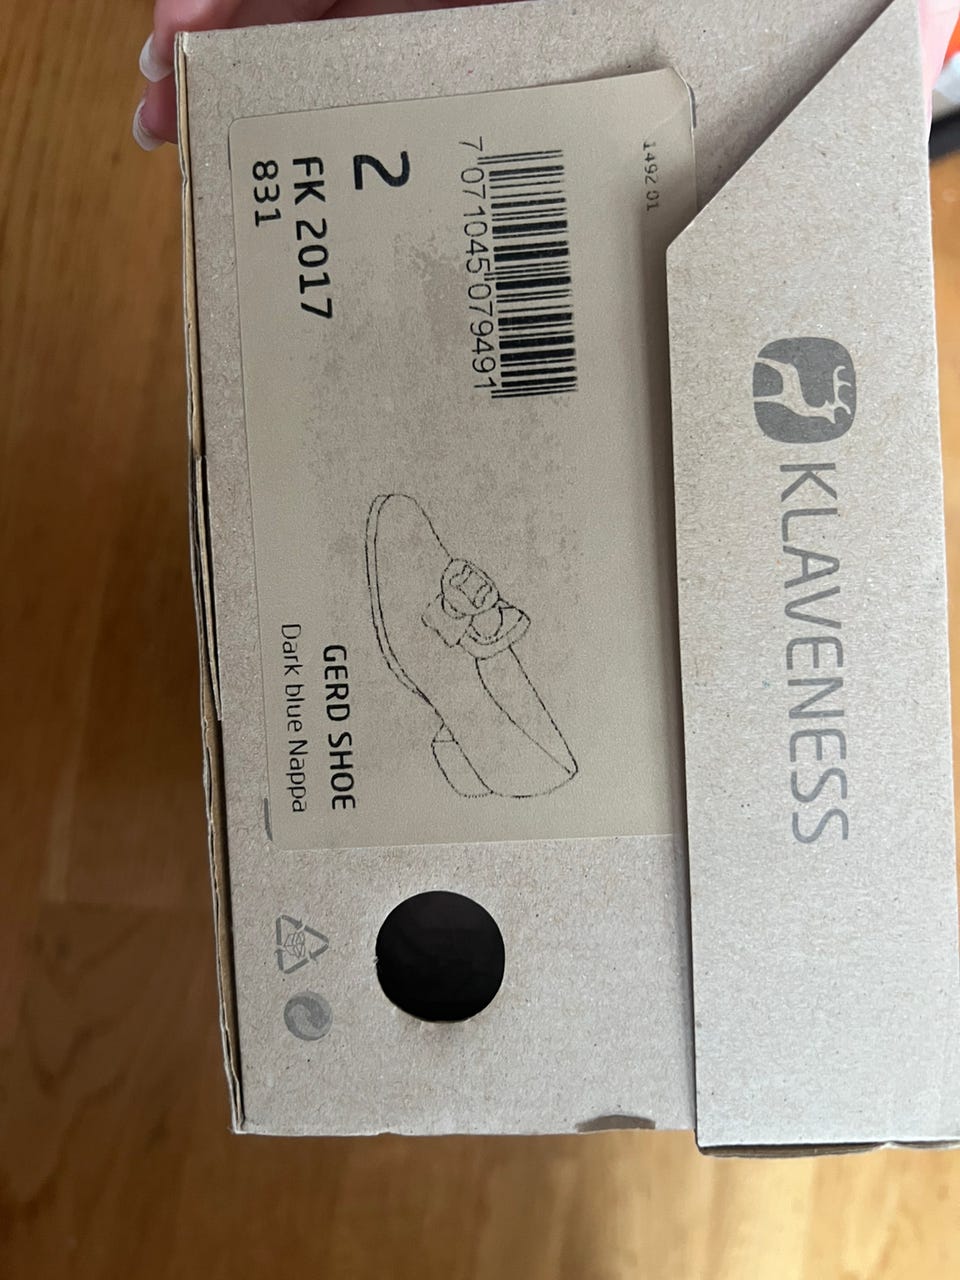 KLAVENESS
1492 01
7 071045 079491
2
FK 2017
831
GERD SHOE
Dark blue Nappa